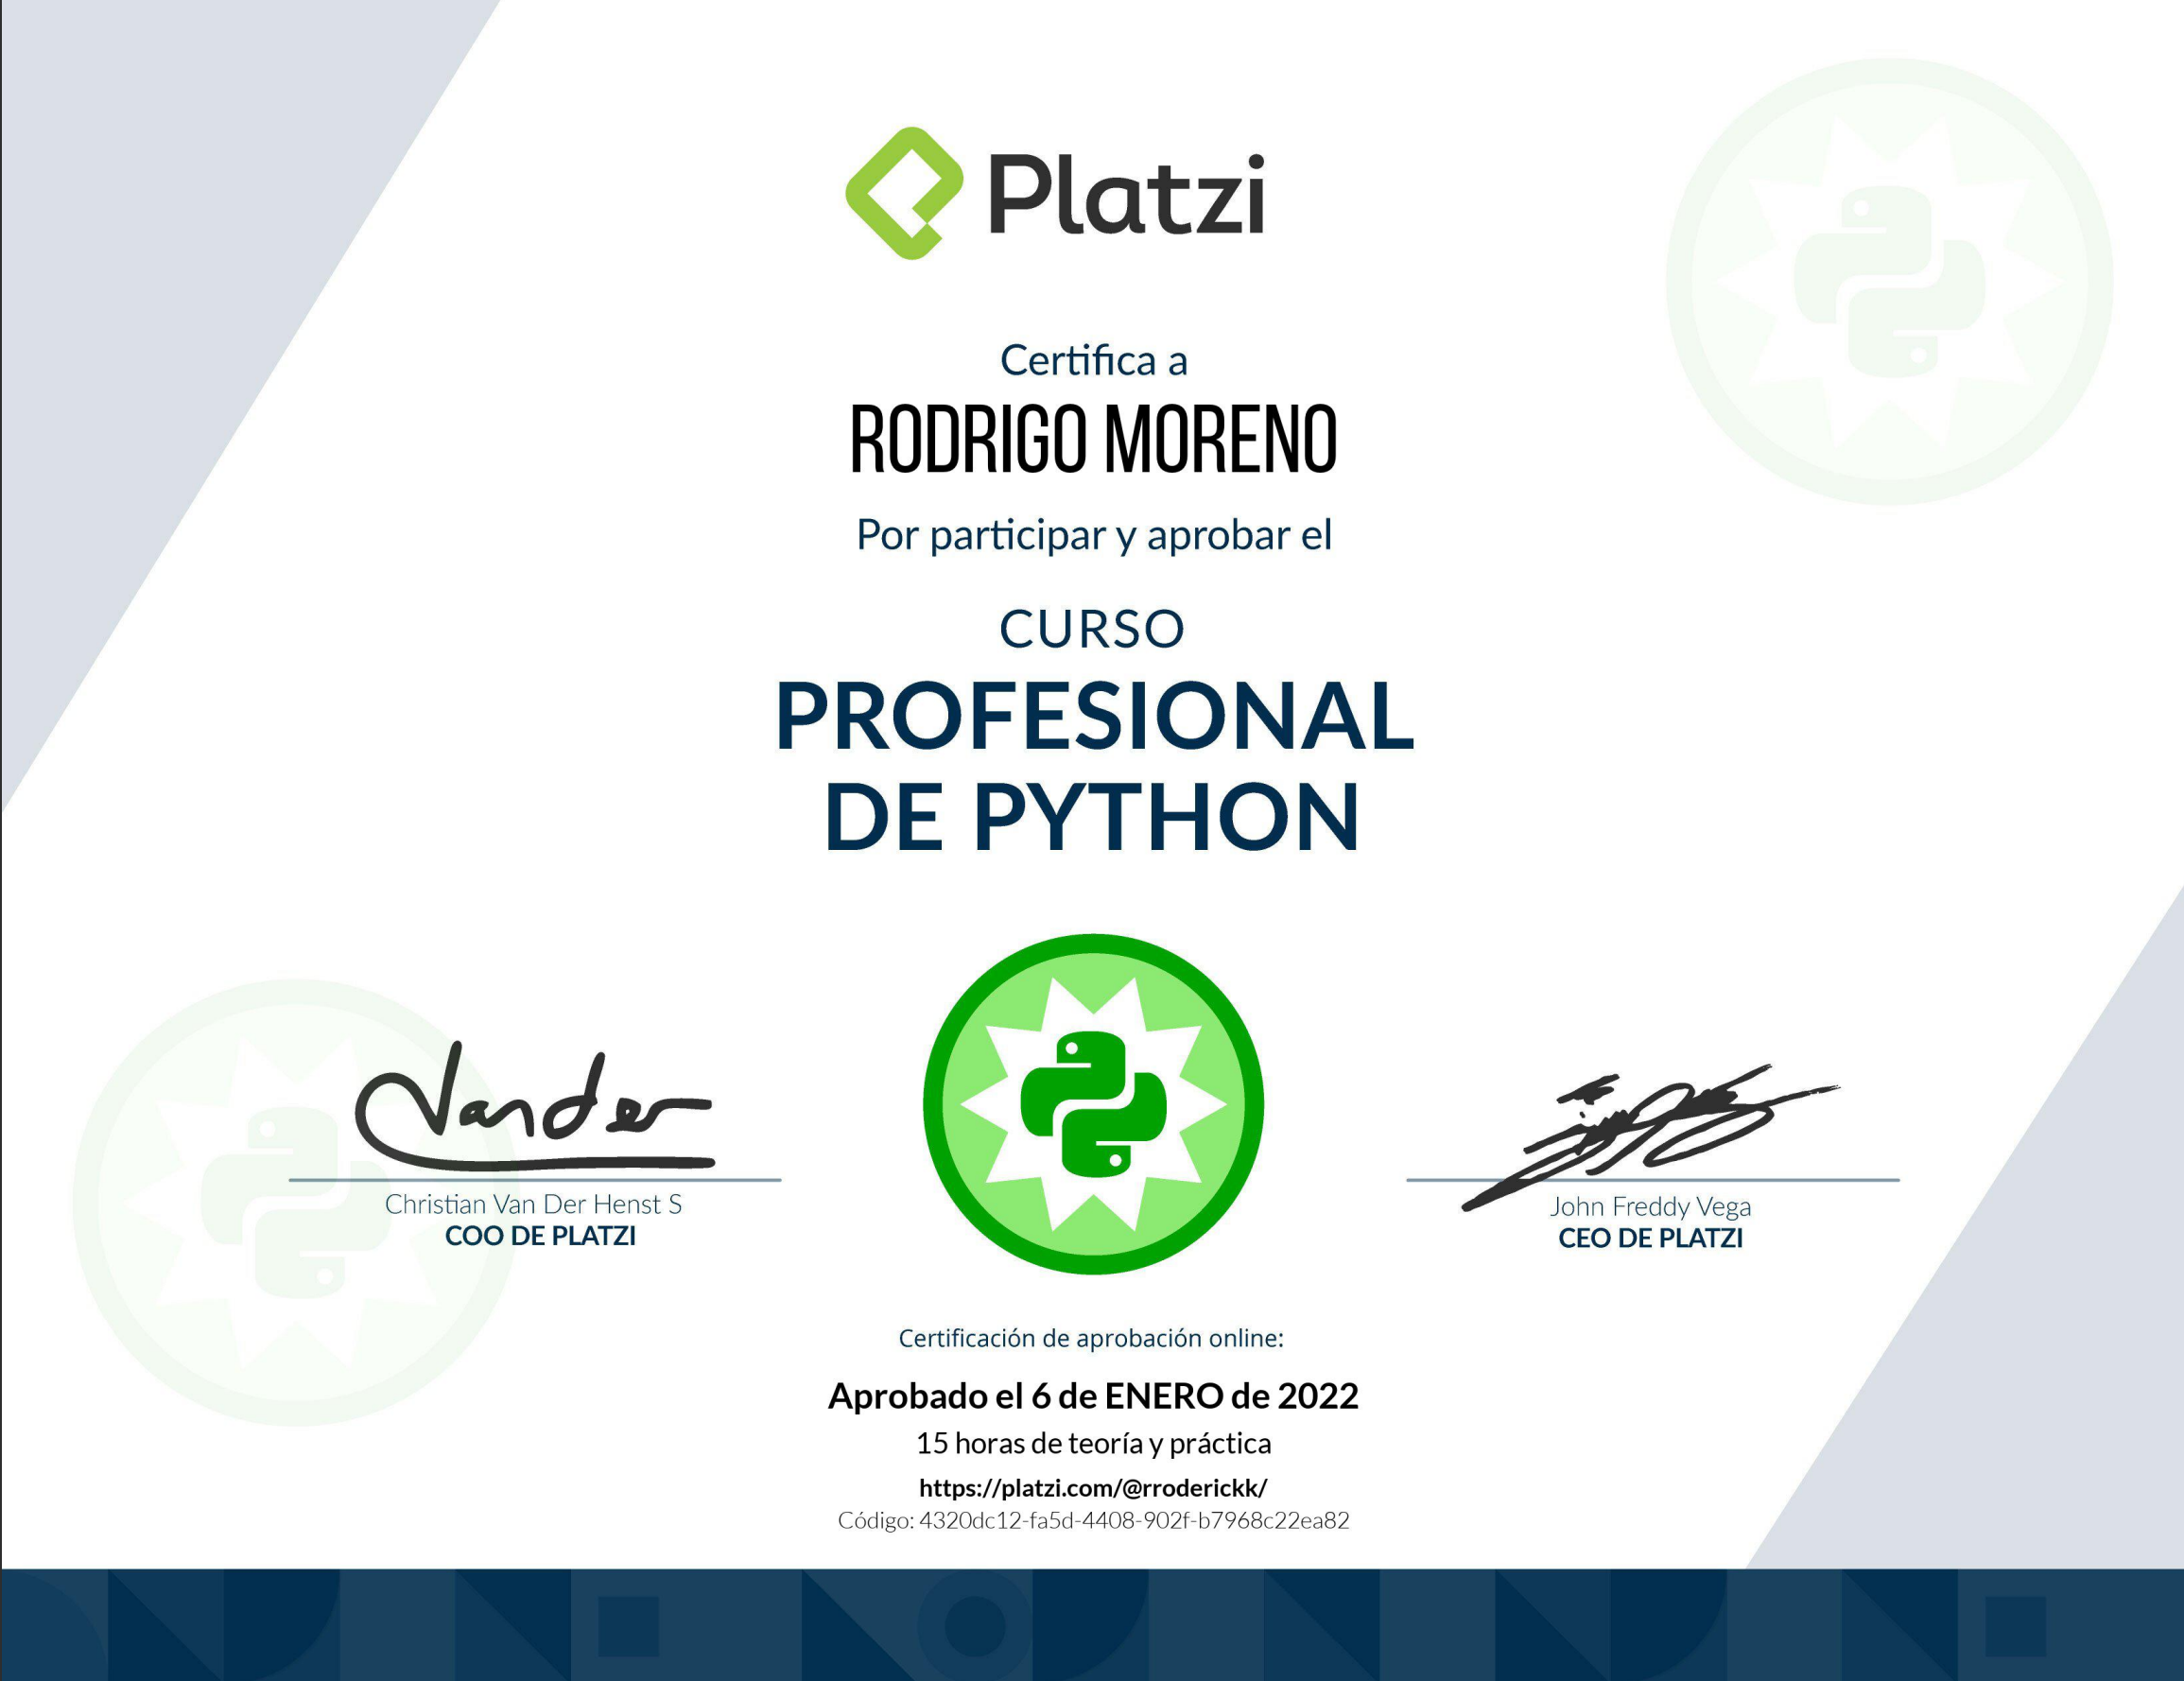 Platzi
Certifica a
RODRIGO MORENO
Por participar y aprobar el
CURSO
PROFESIONAL
DE PYTHON
Vander
Christian Van Der Henst S
COO DE PLATZI
John Freddy Vega
CEO DE PLATZI
Certificación de aprobación online:
Aprobado el 6 de ENERO de 2022
15 horas de teoría y práctica
https://platzi.com/@rroderickk/
Código: 4320dc12-fa5d-4408-902f-b7968c22ea82